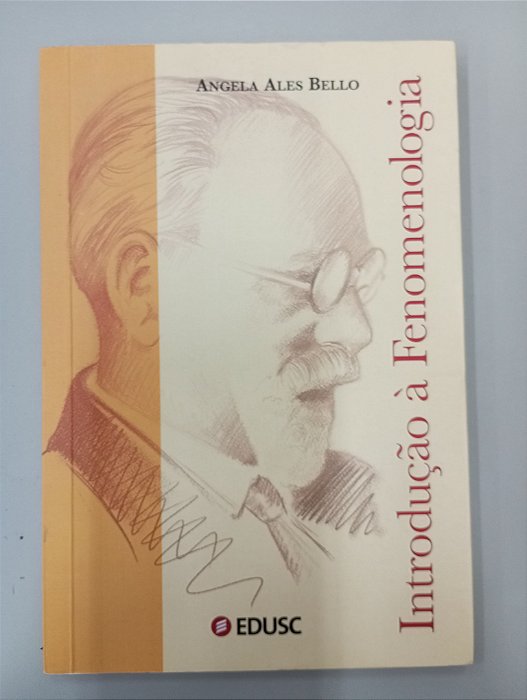 ANGELA ALES BELLO
Introdução à Fenomenologia
EDUSC